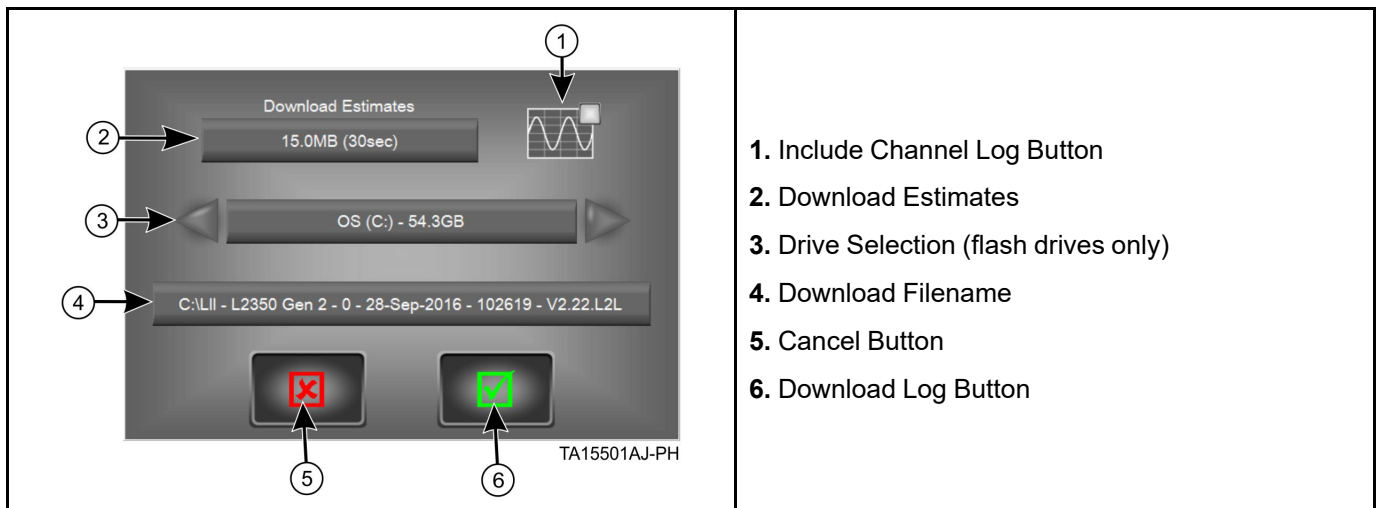 1
Download Estimates
2
15.0MB (30sec)
3
OS (C:) - 54.3GB
4
C:\LII - L2350 Gen 2 - 0 - 28-Sep-2016 - 102619 - V2.22.L2L
TA15501AJ-PH
5
6
1. Include Channel Log Button
2. Download Estimates
3. Drive Selection (flash drives only)
4. Download Filename
5. Cancel Button
6. Download Log Button